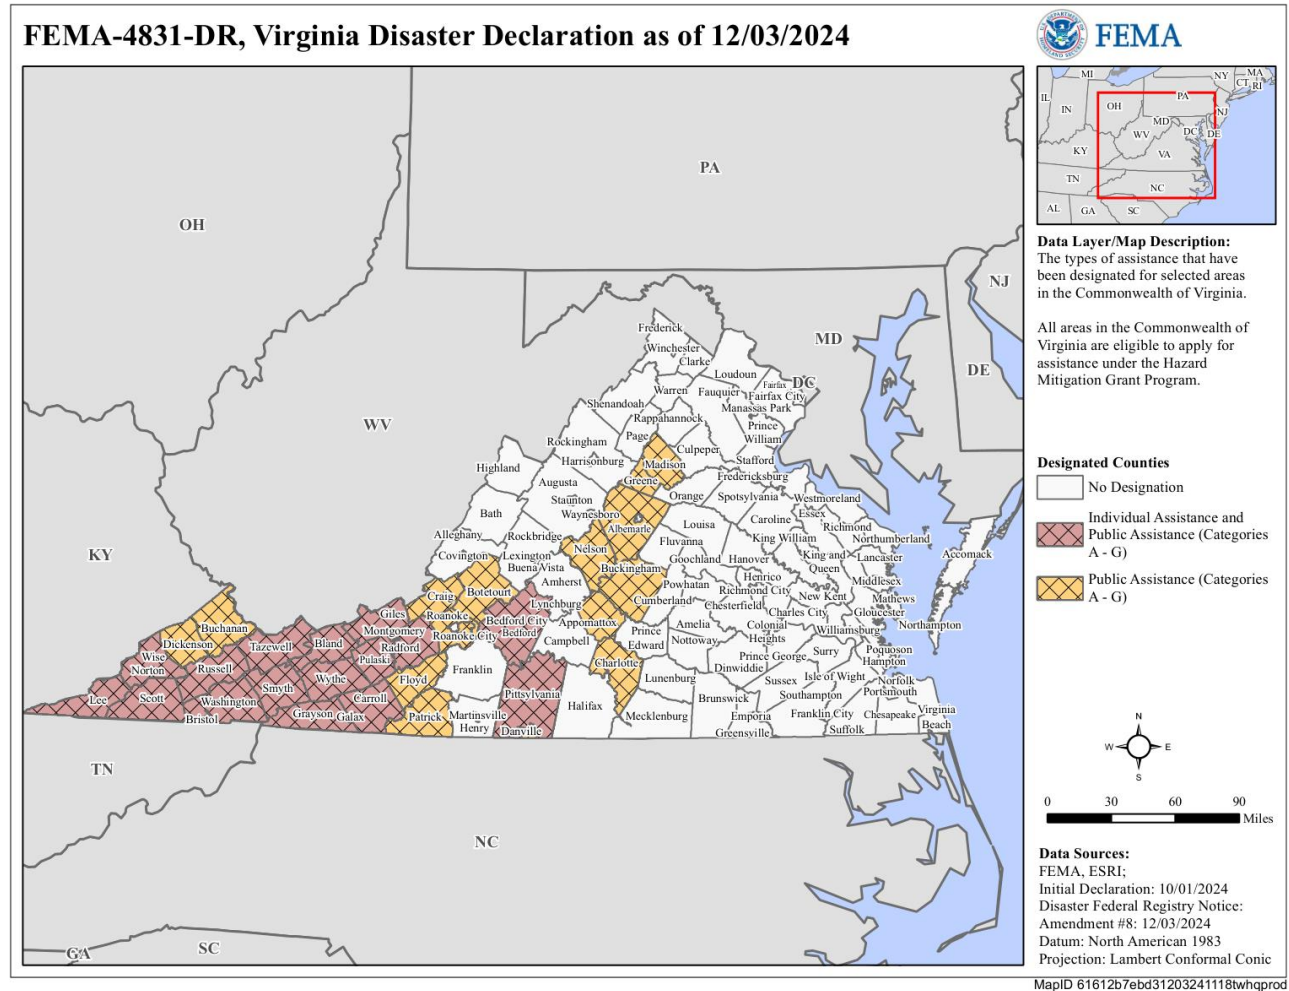 FEMA-4831-DR, Virginia Disaster Declaration as of 12/03/2024
FEMA
MI
NY
MA
CT
RI
IL
IN
OH
PA
NJ
MD
WV
DC
DE
KY
VA
TN
NC
AL
GA
SC
Data Layer/Map Description:
The types of assistance that have
been designated for selected areas
in the Commonwealth of Virginia.
All areas in the Commonwealth of
Virginia are eligible to apply for
assistance under the Hazard
Mitigation Grant Program.
Designated Counties
No Designation
Individual Assistance and
Public Assistance (Categories
A - G)
Public Assistance (Categories
A - G)
N
W
E
S
0
30
60
90
Miles
Data Sources:
FEMA, ESRI;
Initial Declaration: 10/01/2024
Disaster Federal Registry Notice:
Amendment #8: 12/03/2024
Datum: North American 1983
Projection: Lambert Conformal Conic
MapID 61612b7ebd31203241118twhqprod
PA
OH
NJ
MD
DE
DC
WV
KY
TN
NC
SC
GA
Frederick
Winchester
Clarke
Loudoun
Warren
Fauquier
Fairfax
Fairfax City
Manassas Park
Shenandoah
Rappahannock
Prince
William
Page
Rockingham
Culpeper
Harrisonburg
Madison
Stafford
Highland
Greene
Fredericksburg
Augusta
Orange
Spotsylvania
Westmoreland
Staunton
Bath
Waynesboro
Albemarle
Louisa
Caroline
Essex
Richmond
Alleghany
Rockbridge
Fluvanna
King William
Northumberland
Nelson
Covington
Lexington
Goochland
Hanover
King and
Queen
Lancaster
Accomack
Buena Vista
Buckingham
Amherst
Powhatan
Henrico
Richmond City
Middlesex
Craig
Botetourt
Cumberland
Chesterfield
New Kent
Mathews
Lynchburg
Charles City
Gloucester
Giles
Roanoke
Bedford City
Appomattox
Amelia
Colonial
Heights
Williamsburg
Northampton
Buchanan
Montgomery
Roanoke City
Bedford
Campbell
Prince
Edward
Nottoway
Dickenson
Tazewell
Bland
Radford
Prince George
Surry
Poquoson
Wise
Pulaski
Charlotte
Dinwiddie
Hampton
Norton
Russell
Wythe
Floyd
Franklin
Lunenburg
Sussex
Isle of Wight
Norfolk
Lee
Scott
Washington
Smyth
Carroll
Pittsylvania
Halifax
Brunswick
Southampton
Portsmouth
Bristol
Grayson
Galax
Patrick
Martinsville
Henry
Danville
Mecklenburg
Emporia
Greensville
Franklin City
Suffolk
Chesapeake
Virginia
Beach